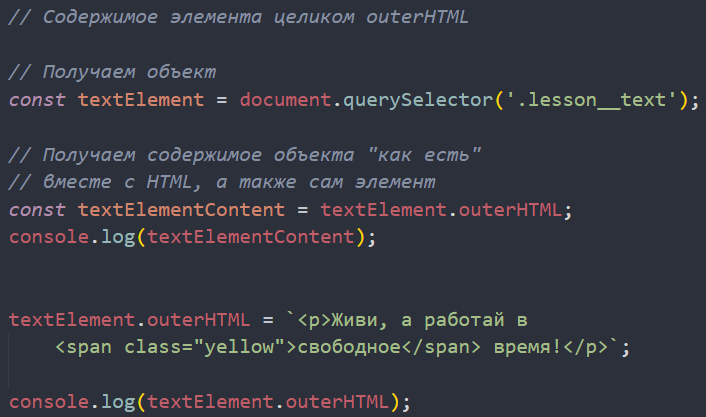 // Содержимое элемента целиком outerHTML
// Получаем объект
const textElement = document.querySelector('.lesson__text');
// Получаем содержимое объекта "как есть"
// вместе с HTML, а также сам элемент
const textElementContent = textElement.outerHTML;
console.log(textElementContent);
textElement.outerHTML = `<p>Живи, а работай в
<span class="yellow">свободное</span> время!</p>`;
console.log(textElement.outerHTML);